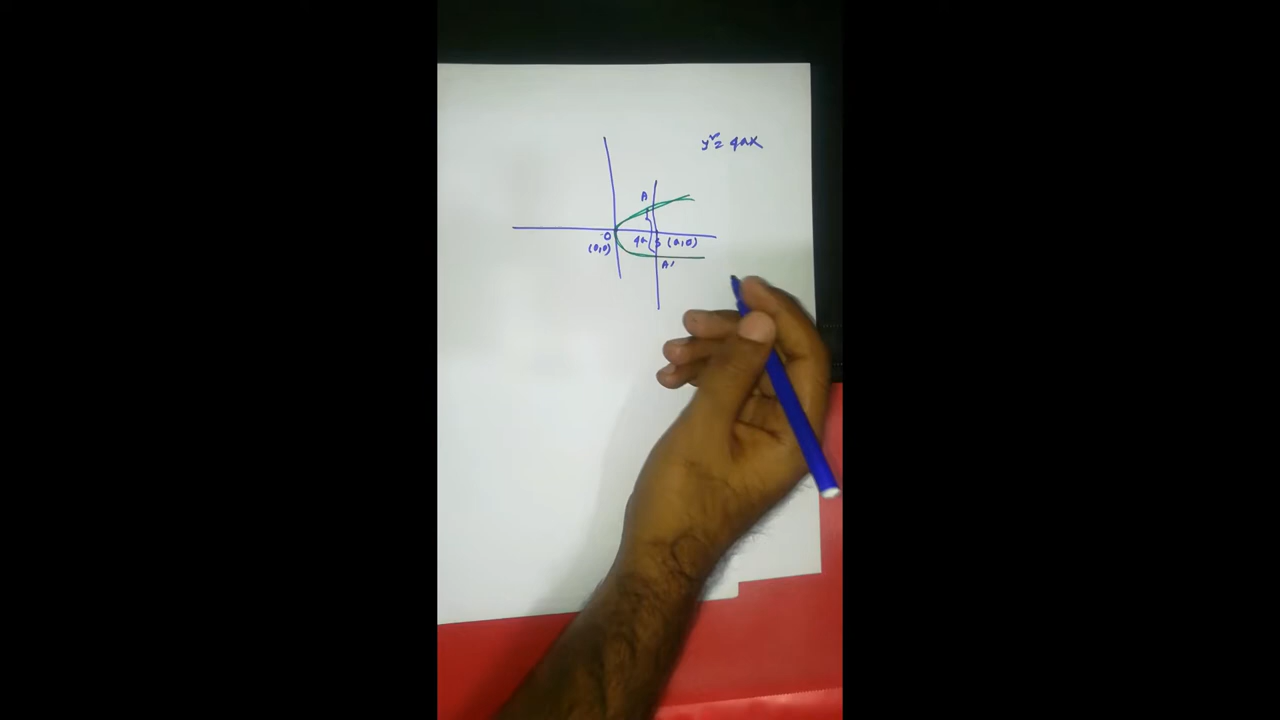 y² = 4ax
A
O
4a S (a,0)
(0,0)
A'